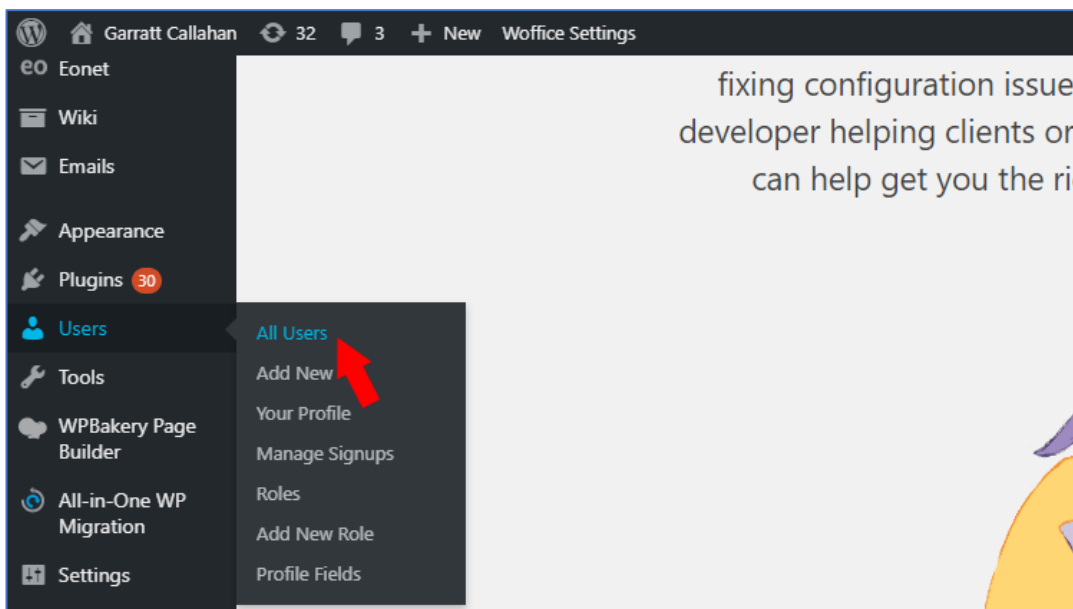 Garratt Callahan 32 3 New Woffice Settings
eo Eonet
Wiki
Emails
Appearance
Plugins 30
Users
Tools
WPBakery Page
Builder
All-in-One WP
Migration
Settings
All Users
Add New
Your Profile
Manage Signups
Roles
Add New Role
Profile Fields
fixing configuration issue
developer helping clients or
can help get you the ri